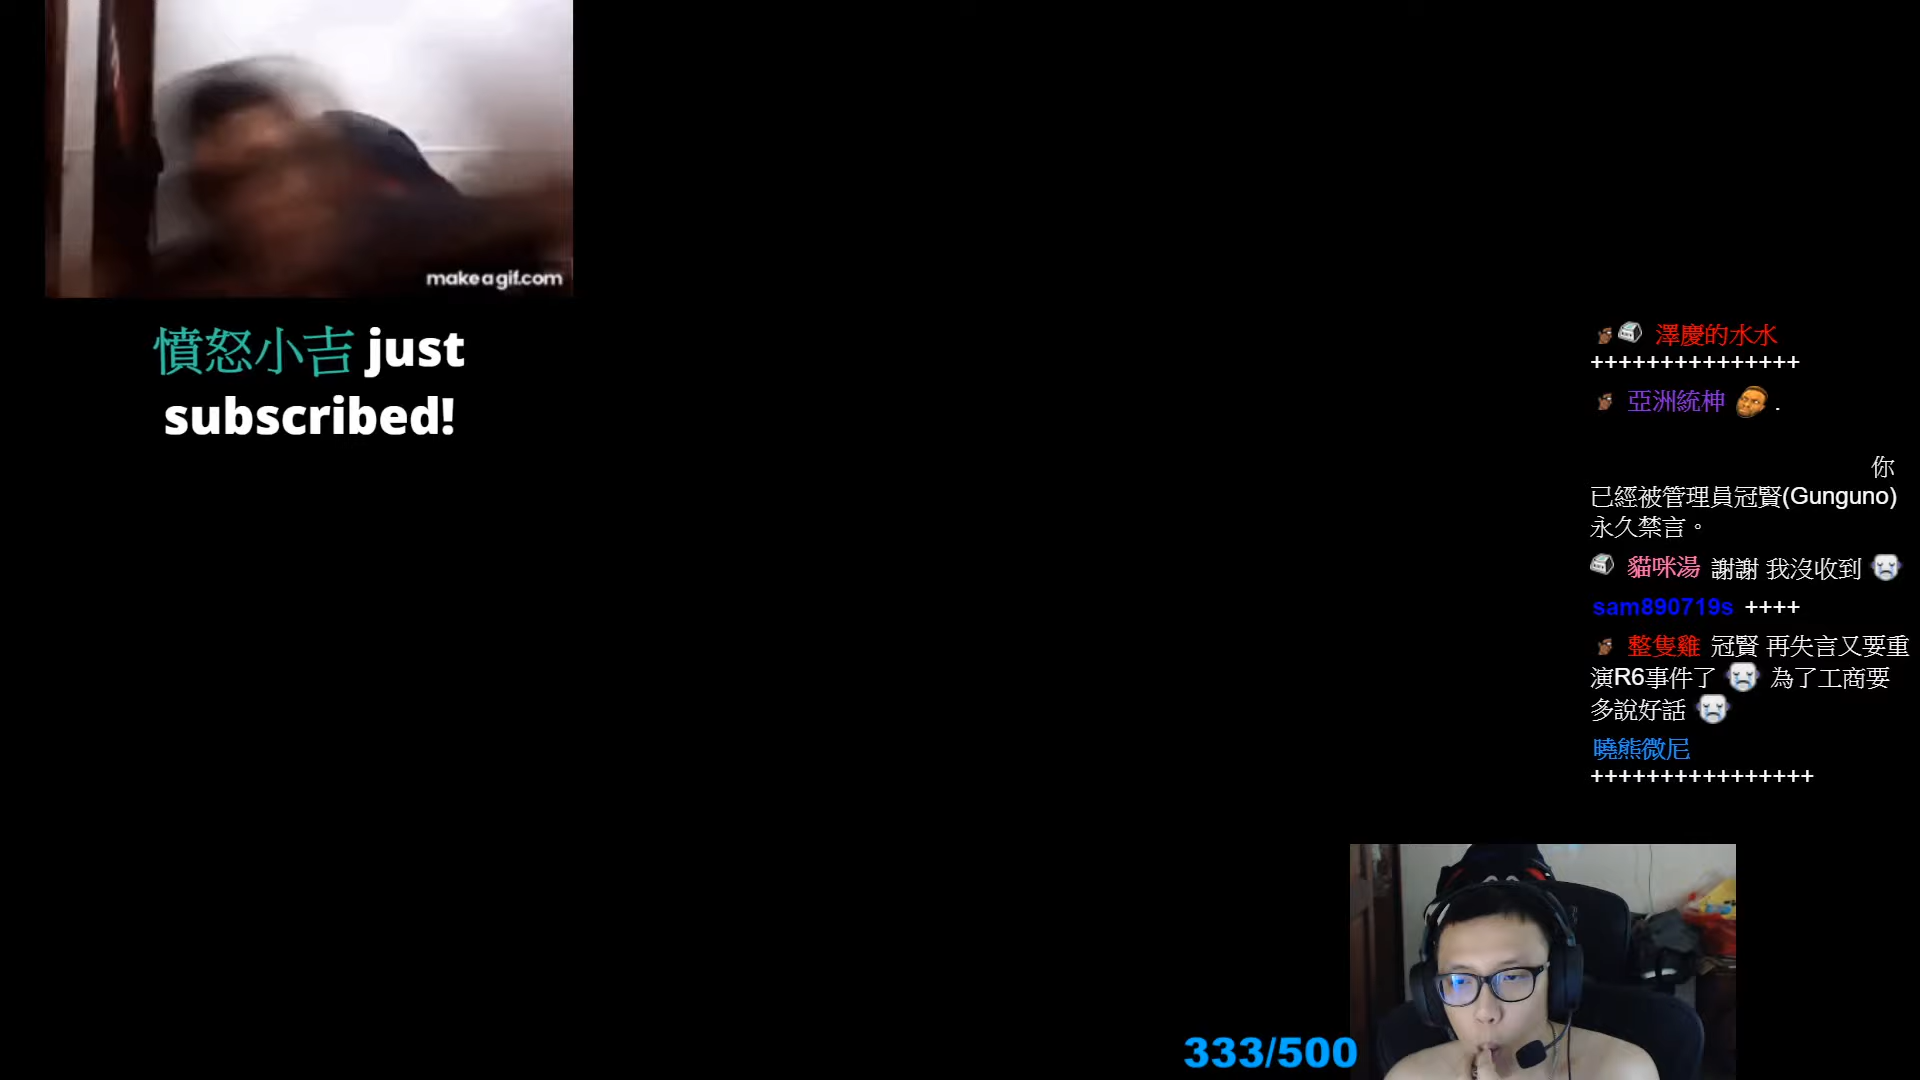 makeagif.com
憤怒小吉 just
subscribed!
澤慶的水水
+++++++++++++++
亞洲統神 .
你
已經被管理員冠賢(Gunguno)
永久禁言。
貓咪湯 謝謝 我沒收到
sam890719s ++++
整隻雞 冠賢 再失言又要重
演R6事件了 為了工商要
多說好話
曉熊微尼
++++++++++++++++
333/500